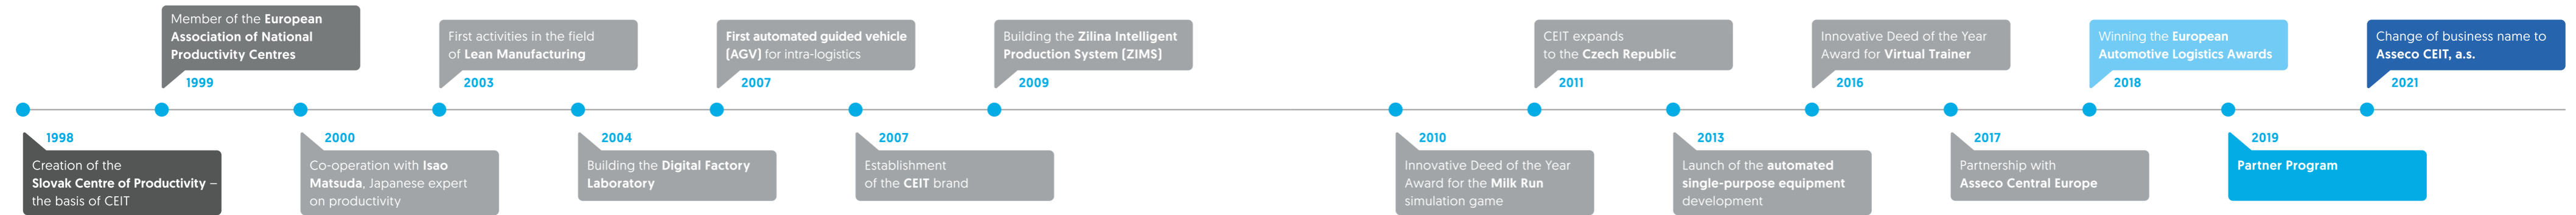 Member of the European
Association of National
Productivity Centres
1999
First activities in the field
of Lean Manufacturing
2003
First automated guided vehicle
(AGV) for intra-logistics
2007
Building the Zilina Intelligent
Production System (ZIMS)
2009
CEIT expands
to the Czech Republic
2011
Innovative Deed of the Year
Award for Virtual Trainer
2016
Winning the European
Automotive Logistics Awards
2018
Change of business name to
Asseco CEIT, a.s.
2021
1998
Creation of the
Slovak Centre of Productivity –
the basis of CEIT
2000
Co-operation with Isao
Matsuda, Japanese expert
on productivity
2004
Building the Digital Factory
Laboratory
2007
Establishment
of the CEIT brand
2010
Innovative Deed of the Year
Award for the Milk Run
simulation game
2013
Launch of the automated
single-purpose equipment
development
2017
Partnership with
Asseco Central Europe
2019
Partner Program